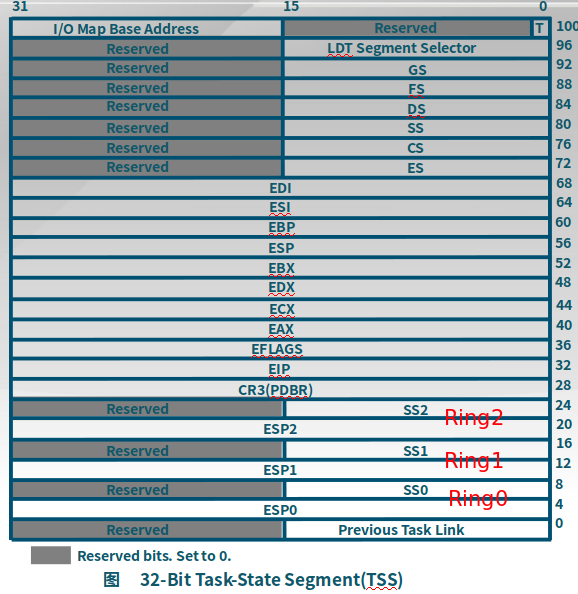 31 15 0
I/O Map Base Address Reserved T 100
Reserved LDT Segment Selector 96
Reserved GS 92
Reserved FS 88
Reserved DS 84
Reserved SS 80
Reserved CS 76
Reserved ES 72
EDI 68
ESI 64
EBP 60
ESP 56
EBX 52
EDX 48
ECX 44
EAX 40
EFLAGS 36
EIP 32
CR3(PDBR) 28
Reserved SS2 Ring2 24
ESP2 20
Reserved SS1 Ring1 16
ESP1 12
Reserved SS0 Ring0 8
ESP0 4
Reserved Previous Task Link 0
Reserved bits. Set to 0.
图 32-Bit Task-State Segment(TSS)